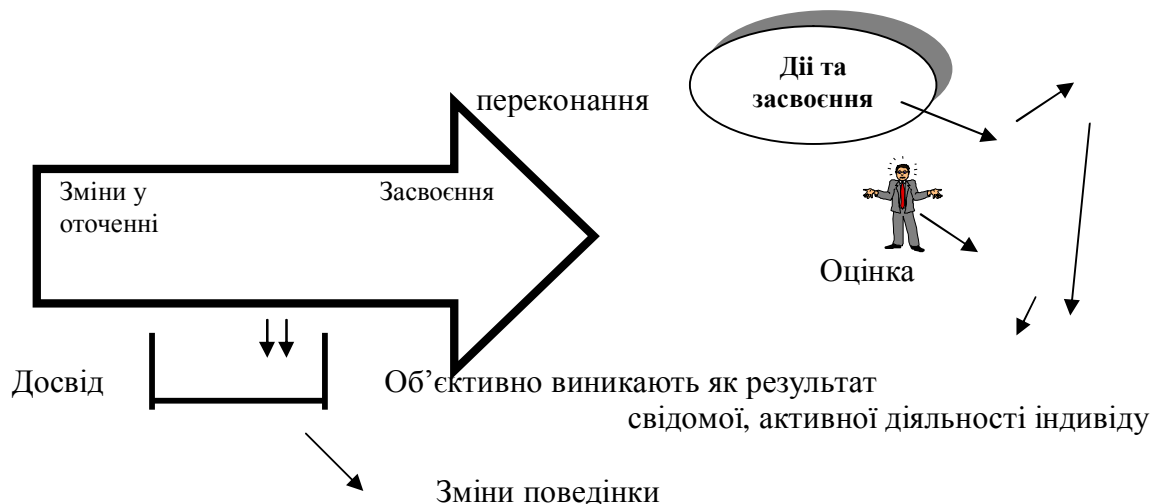 Діі та
засвоєння
переконання
Зміни у
оточенні
Засвоєння
Оцінка
Досвід
Об’єктивно виникають як результат
свідомої, активної діяльності індивіду
Зміни поведінки